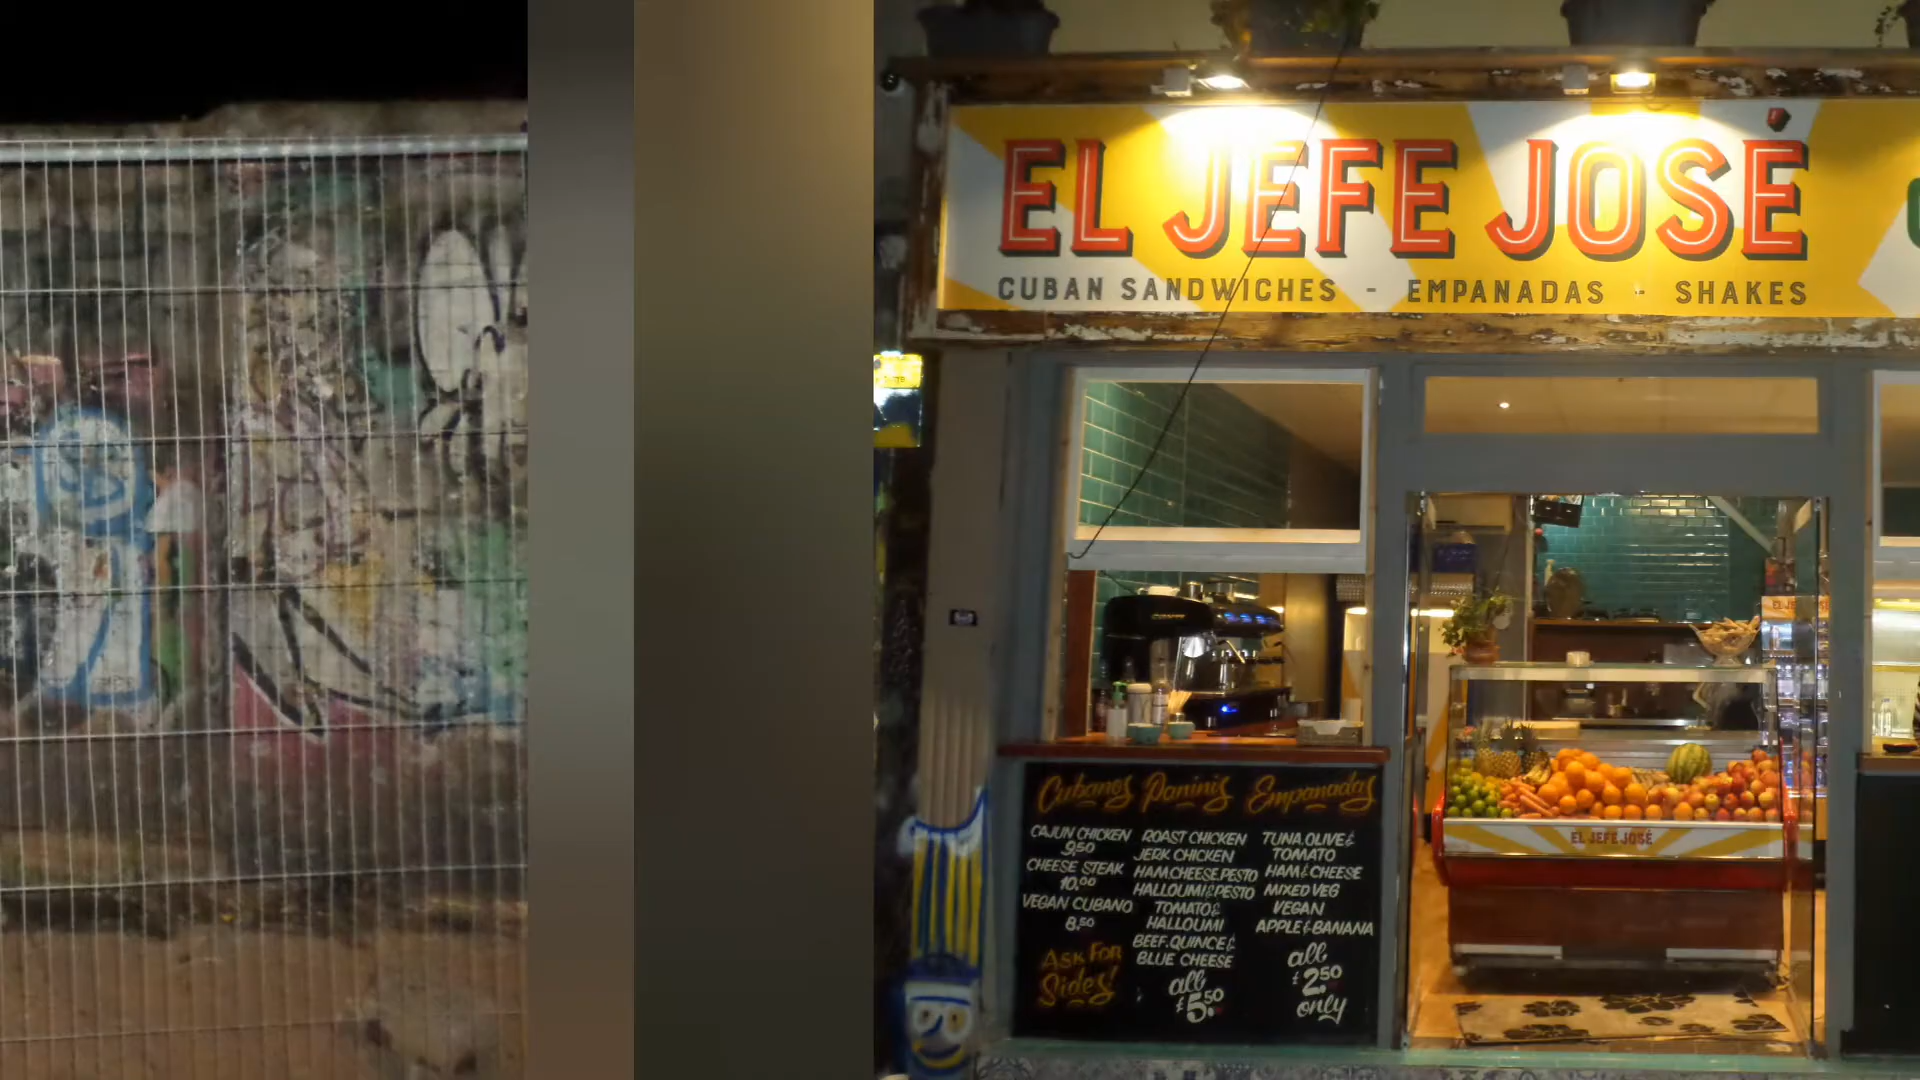 EL JEFE JOSÉ
CUBAN SANDWICHES - EMPANADAS - SHAKES
EL JEFE JOSÉ
Cubanos
CAJUN CHICKEN
9,50
CHEESE STEAK
10,00
VEGAN CUBANO
8,50
ASK FOR
Sides!
Paninis
ROAST CHICKEN
JERK CHICKEN
HAM.CHEESE.PESTO
HALLOUMI&PESTO
TOMATO&
HALLOUMI
BEEF.QUINCE&
BLUE CHEESE
all
£5.50
Empanadas
TUNA.OLIVE&
TOMATO
HAM&CHEESE
MIXED VEG
VEGAN
APPLE&BANANA
all
£2.50
only